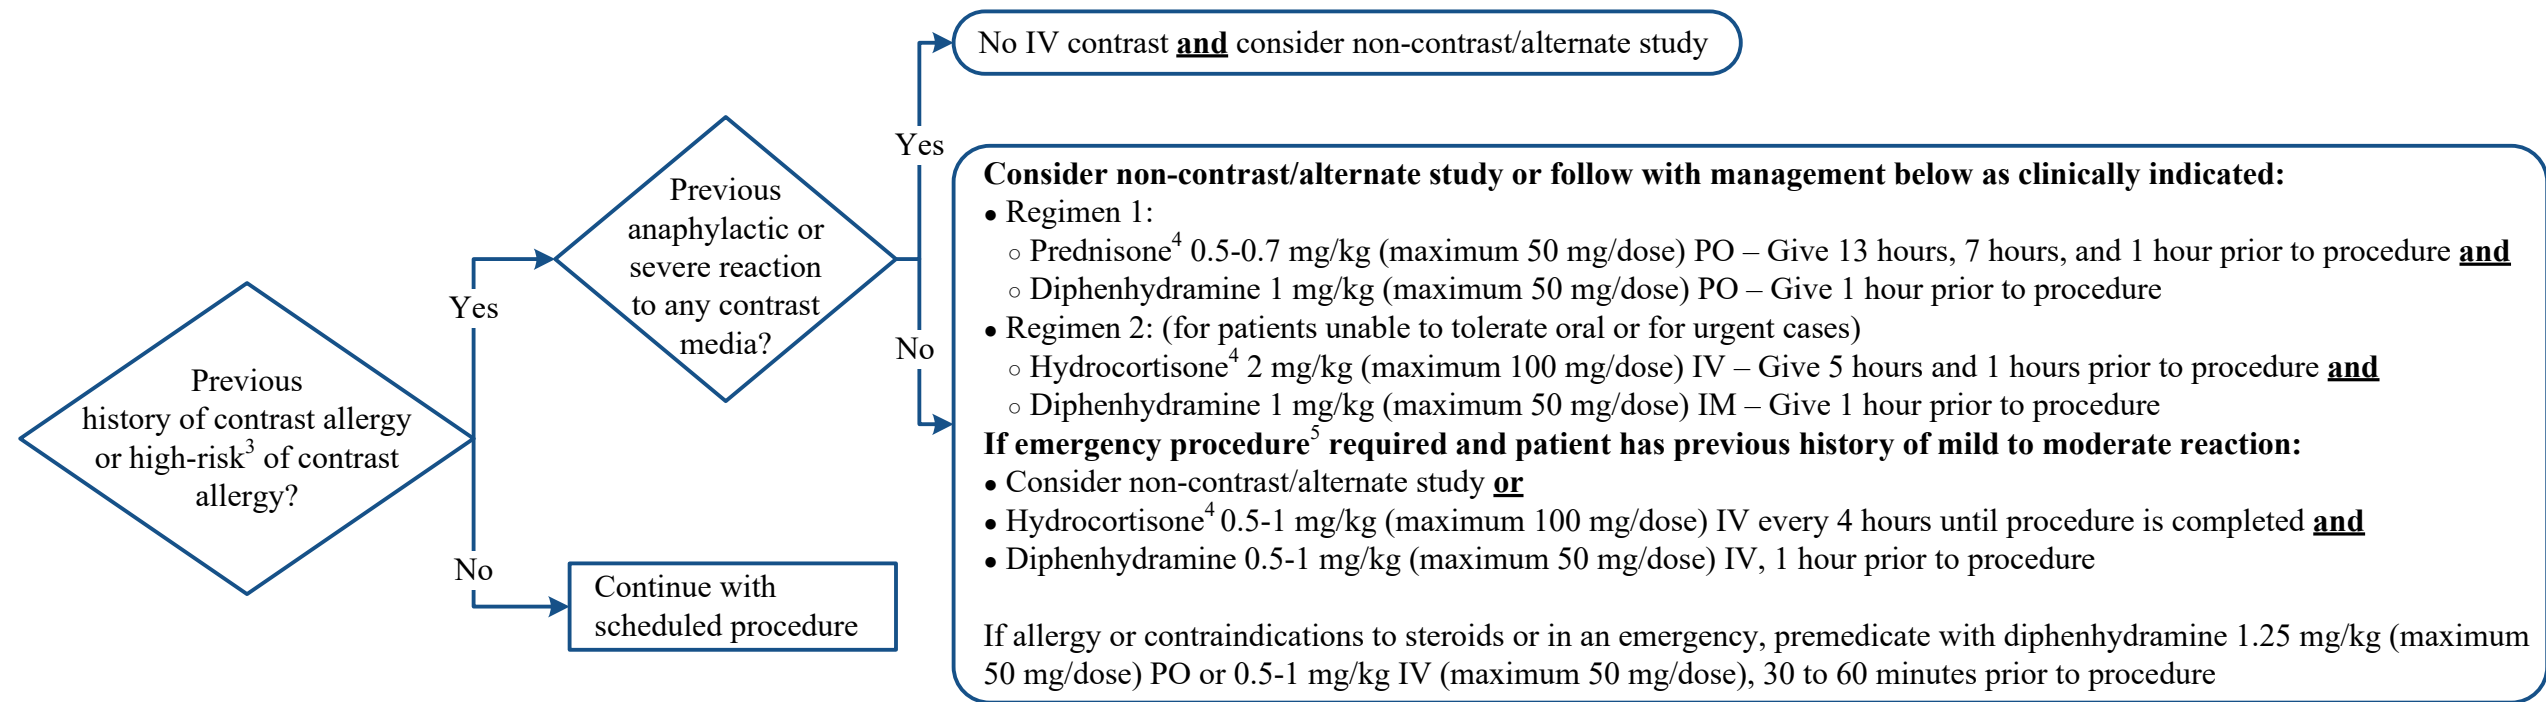 Previous
history of contrast allergy
or high-risk3 of contrast
allergy?
Yes
No
Continue with
scheduled procedure
Previous
anaphylactic or
severe reaction
to any contrast
media?
Yes
No
No IV contrast and consider non-contrast/alternate study
Consider non-contrast/alternate study or follow with management below as clinically indicated:
● Regimen 1:
○ Prednisone4 0.5-0.7 mg/kg (maximum 50 mg/dose) PO – Give 13 hours, 7 hours, and 1 hour prior to procedure and
○ Diphenhydramine 1 mg/kg (maximum 50 mg/dose) PO – Give 1 hour prior to procedure
● Regimen 2: (for patients unable to tolerate oral or for urgent cases)
○ Hydrocortisone4 2 mg/kg (maximum 100 mg/dose) IV – Give 5 hours and 1 hours prior to procedure and
○ Diphenhydramine 1 mg/kg (maximum 50 mg/dose) IM – Give 1 hour prior to procedure
If emergency procedure5 required and patient has previous history of mild to moderate reaction:
● Consider non-contrast/alternate study or
● Hydrocortisone4 0.5-1 mg/kg (maximum 100 mg/dose) IV every 4 hours until procedure is completed and
● Diphenhydramine 0.5-1 mg/kg (maximum 50 mg/dose) IV, 1 hour prior to procedure
If allergy or contraindications to steroids or in an emergency, premedicate with diphenhydramine 1.25 mg/kg (maximum
50 mg/dose) PO or 0.5-1 mg/kg IV (maximum 50 mg/dose), 30 to 60 minutes prior to procedure